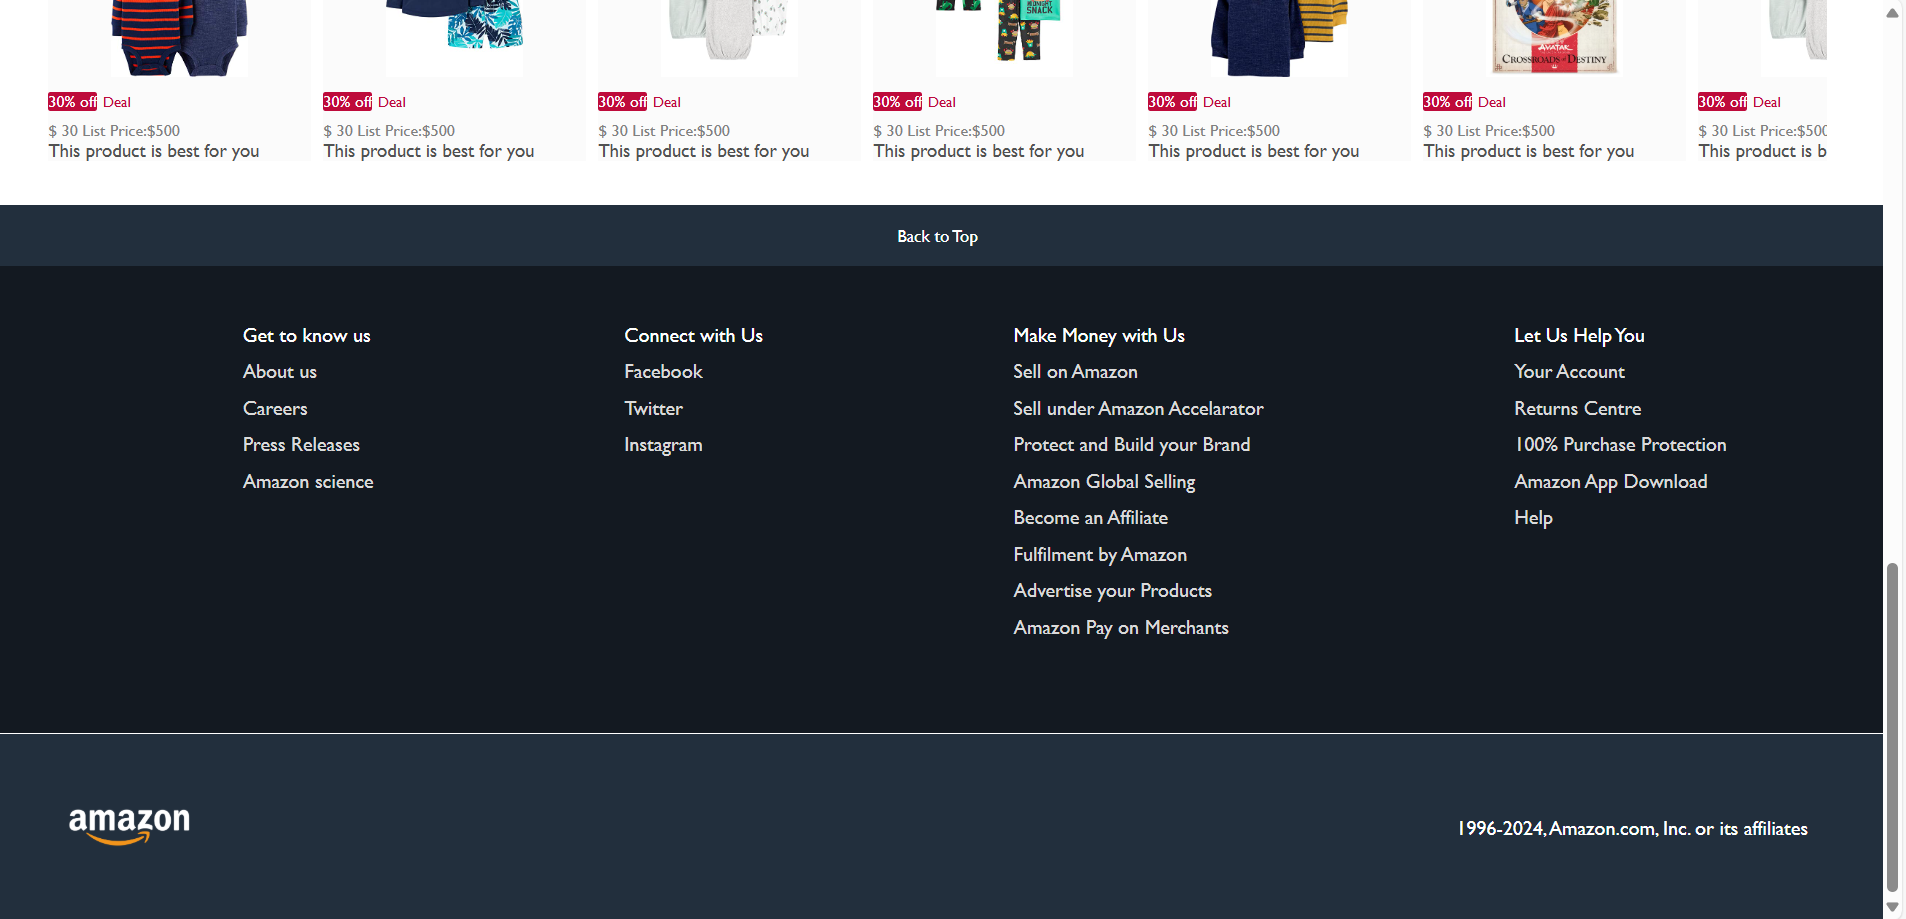 MIDNIGHT
SNACK
AVATAR
CROSSROADS of DESTINY
30% off Deal
$ 30 List Price:$500
This product is best for you
30% off Deal
$ 30 List Price:$500
This product is best for you
30% off Deal
$ 30 List Price:$500
This product is best for you
30% off Deal
$ 30 List Price:$500
This product is best for you
30% off Deal
$ 30 List Price:$500
This product is best for you
30% off Deal
$ 30 List Price:$500
This product is best for you
30% off Deal
$ 30 List Price:$500
This product is b
Back to Top
Get to know us
About us
Careers
Press Releases
Amazon science
Connect with Us
Facebook
Twitter
Instagram
Make Money with Us
Sell on Amazon
Sell under Amazon Accelarator
Protect and Build your Brand
Amazon Global Selling
Become an Affiliate
Fulfilment by Amazon
Advertise your Products
Amazon Pay on Merchants
Let Us Help You
Your Account
Returns Centre
100% Purchase Protection
Amazon App Download
Help
amazon
1996-2024,Amazon.com, Inc. or its affiliates